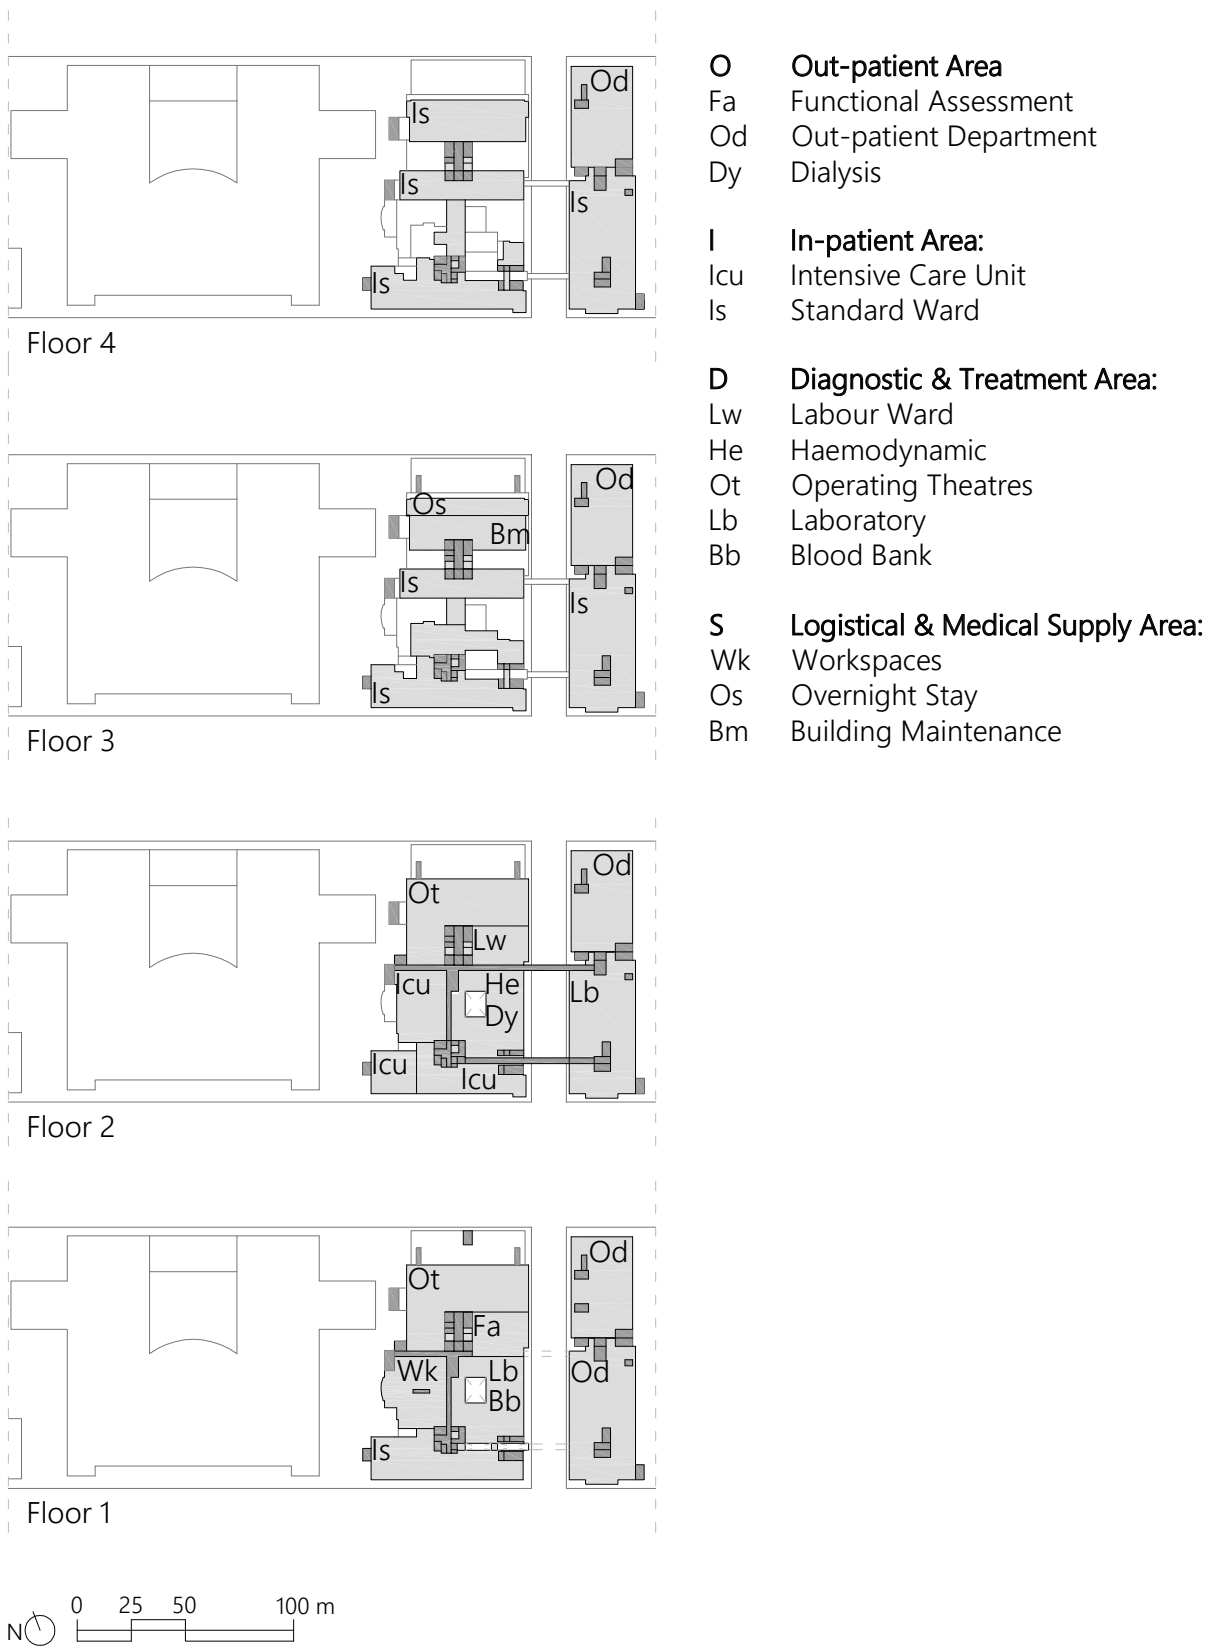 Od
Is
Is
Is
Is
Floor 4
Od
Os
Bm
Is
Is
Is
Floor 3
Od
Ot
Lw
Icu
He
Lb
Dy
Icu
Icu
Floor 2
Od
Ot
Fa
Wk
Lb
Od
Bb
Is
Floor 1
N
0 25 50 100 m
O Out-patient Area
Fa Functional Assessment
Od Out-patient Department
Dy Dialysis
I In-patient Area:
Icu Intensive Care Unit
Is Standard Ward
D Diagnostic & Treatment Area:
Lw Labour Ward
He Haemodynamic
Ot Operating Theatres
Lb Laboratory
Bb Blood Bank
S Logistical & Medical Supply Area:
Wk Workspaces
Os Overnight Stay
Bm Building Maintenance